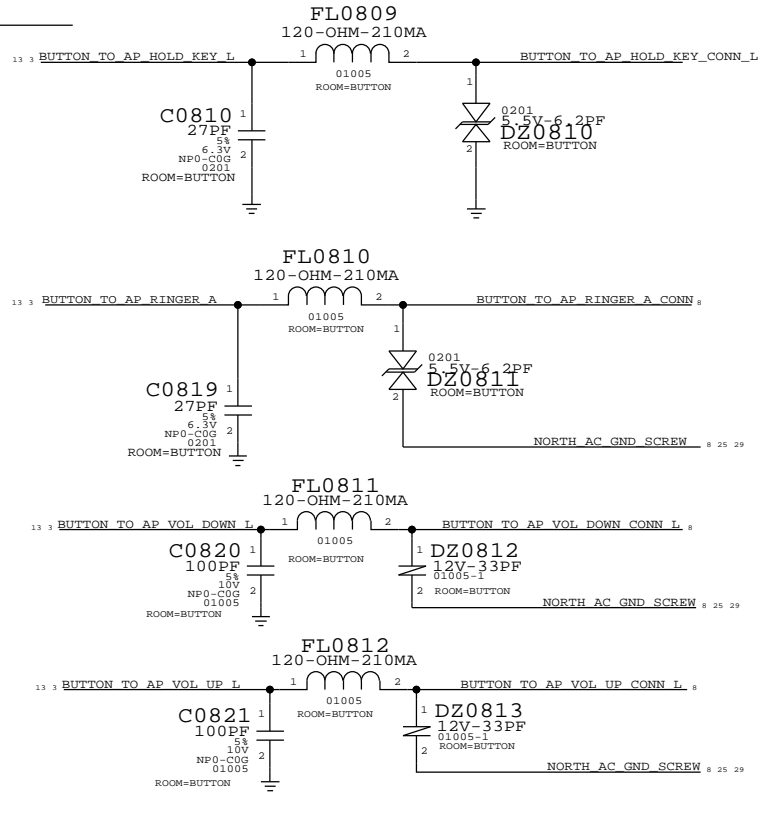 FL0809
120-OHM-210MA
13 3 BUTTON_TO_AP_HOLD_KEY_L 1 2 BUTTON_TO_AP_HOLD_KEY_CONN_L
01005
ROOM=BUTTON
1
0201
5.5V-6.2PF
DZ0810
ROOM=BUTTON
2
C0810 1
27PF
5%
6.3V
NP0-C0G 2
0201
ROOM=BUTTON
FL0810
120-OHM-210MA
13 3 BUTTON_TO_AP_RINGER_A 1 2 BUTTON_TO_AP_RINGER_A_CONN 8
01005
ROOM=BUTTON
1
0201
5.5V-6.2PF
DZ0811
ROOM=BUTTON
2
C0819 1
27PF
5%
6.3V 2
NP0-C0G
0201
ROOM=BUTTON
NORTH_AC_GND_SCREW 8 25 29
FL0811
120-OHM-210MA
13 3 BUTTON_TO_AP_VOL_DOWN_L 1 2 BUTTON_TO_AP_VOL_DOWN_CONN_L 8
01005
ROOM=BUTTON
C0820 1
100PF
5%
10V 2
NP0-C0G
01005
ROOM=BUTTON
1 DZ0812
12V-33PF
01005-1
2 ROOM=BUTTON
NORTH_AC_GND_SCREW 8 25 29
FL0812
120-OHM-210MA
13 3 BUTTON_TO_AP_VOL_UP_L 1 2 BUTTON_TO_AP_VOL_UP_CONN_L 8
01005
ROOM=BUTTON
C0821 1
100PF
5%
10V 2
NP0-C0G
01005
ROOM=BUTTON
1 DZ0813
12V-33PF
01005-1
ROOM=BUTTON
2
NORTH_AC_GND_SCREW 8 25 29